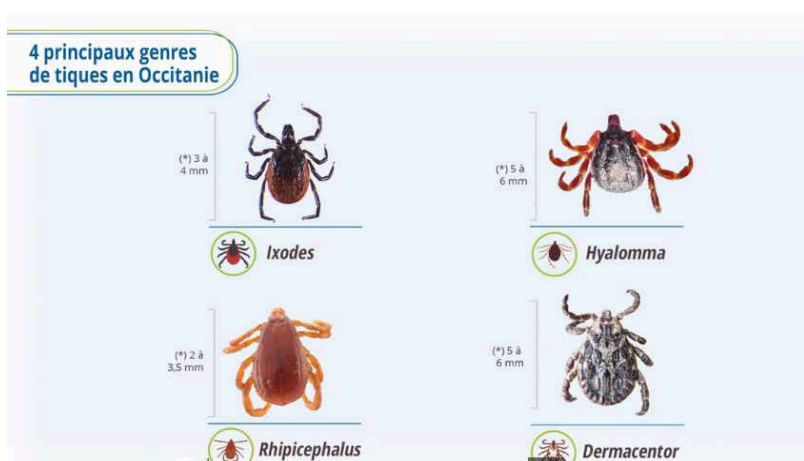 4 principaux genres
de tiques en Occitanie
(*) 3 à
4 mm
Ixodes
(*) 5 à
6 mm
Hyalomma
(*) 2 à
3,5 mm
Rhipicephalus
(*) 5 à
6 mm
Dermacentor